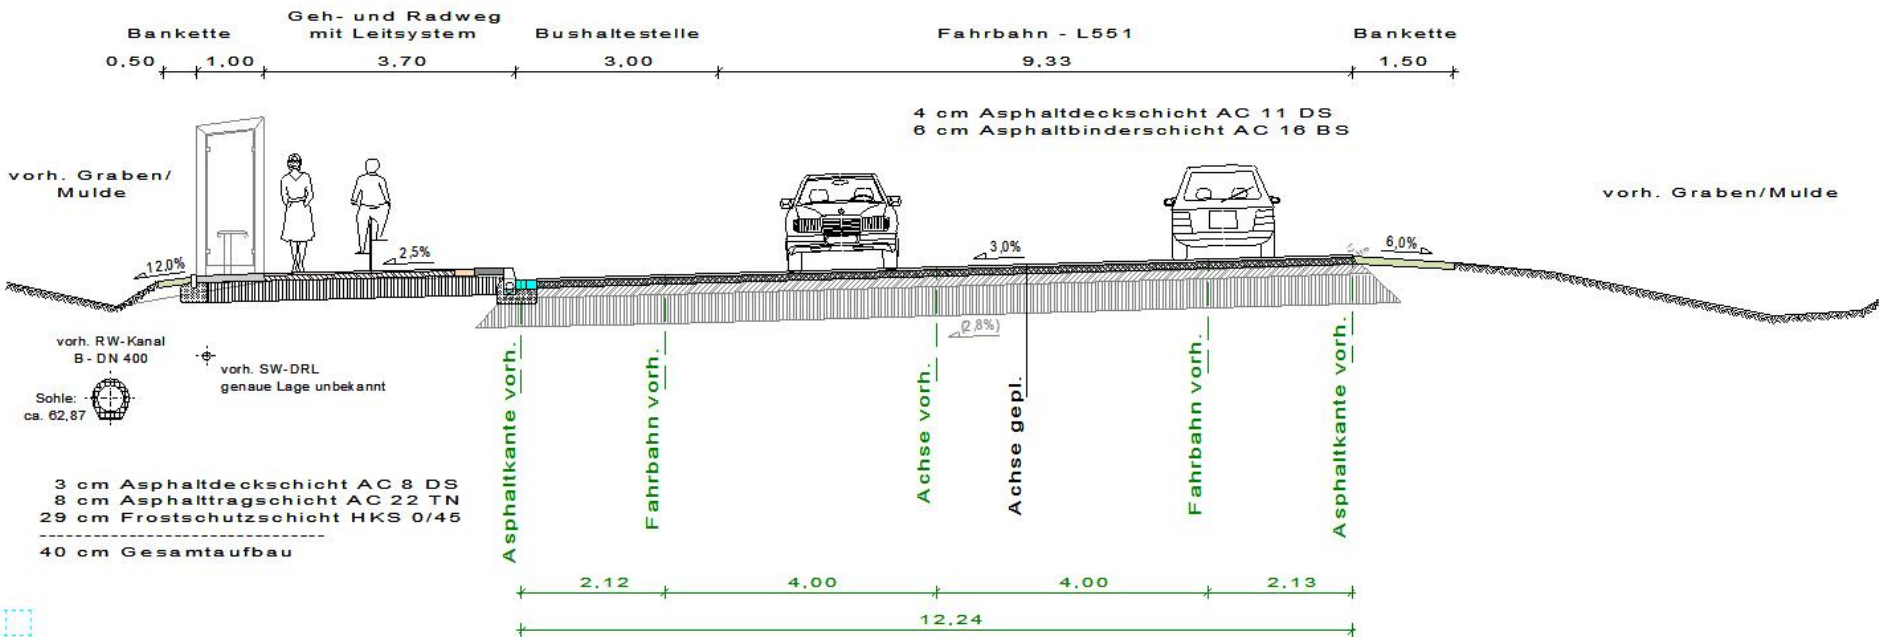 Geh- und Radweg
Bankette mit Leitsystem Bushaltestelle Fahrbahn - L551 Bankette
0,50 1,00 3,70 3,00 9,33 1,50
4 cm Asphaltdeckschicht AC 11 DS
6 cm Asphaltbinderschicht AC 16 BS
vorh. Graben/
Mulde
vorh. Graben/Mulde
12,0%
2,5%
3,0%
6,0%
(2,8%)
vorh. RW-Kanal
B - DN 400
Sohle:
ca. 62,87
vorh. SW-DRL
genaue Lage unbekannt
Asphaltkante vorh.
Fahrbahn vorh.
Achse vorh.
Achse gepl.
Fahrbahn vorh.
Asphaltkante vorh.
3 cm Asphaltdeckschicht AC 8 DS
8 cm Asphalttragschicht AC 22 TN
29 cm Frostschutzschicht HKS 0/45
--------------------------------
40 cm Gesamtaufbau
2,12 4,00 4,00 2,13
12,24